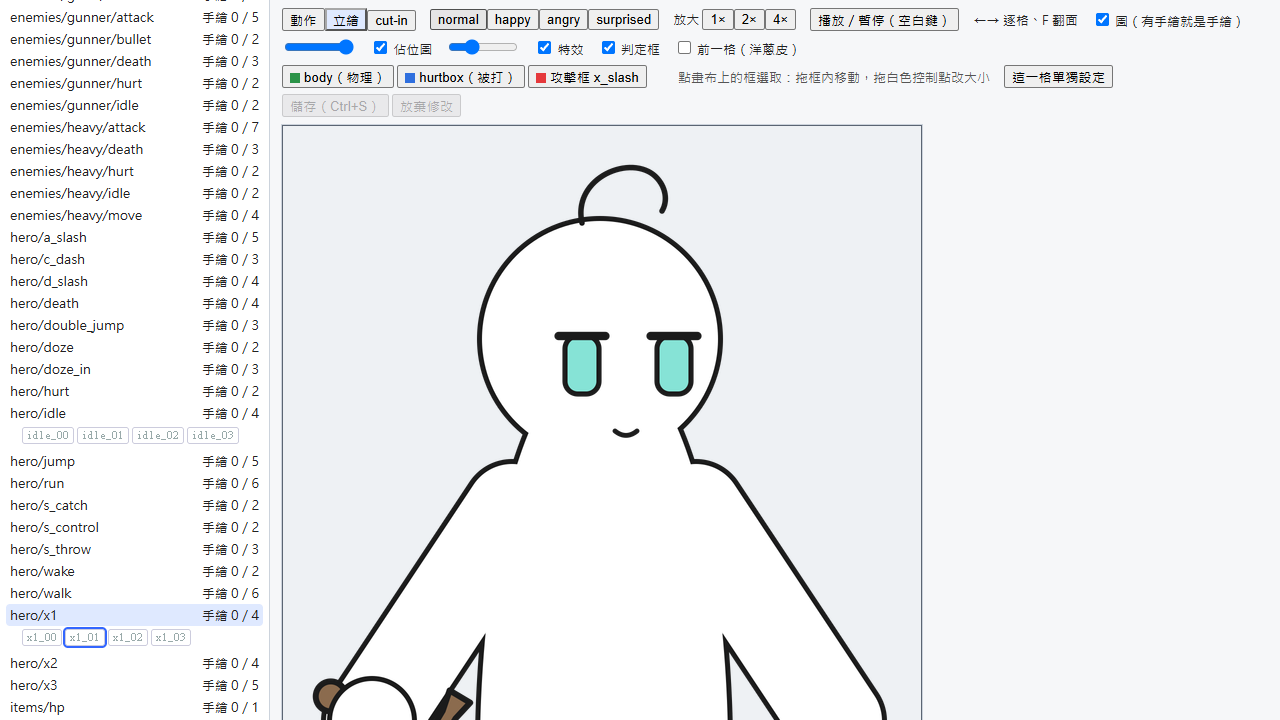 enemies/gunner/attack 手繪 0 / 5
enemies/gunner/bullet 手繪 0 / 2
enemies/gunner/death 手繪 0 / 3
enemies/gunner/hurt 手繪 0 / 2
enemies/gunner/idle 手繪 0 / 2
enemies/heavy/attack 手繪 0 / 7
enemies/heavy/death 手繪 0 / 3
enemies/heavy/hurt 手繪 0 / 2
enemies/heavy/idle 手繪 0 / 2
enemies/heavy/move 手繪 0 / 4
hero/a_slash 手繪 0 / 5
hero/c_dash 手繪 0 / 3
hero/d_slash 手繪 0 / 4
hero/death 手繪 0 / 4
hero/double_jump 手繪 0 / 3
hero/doze 手繪 0 / 2
hero/doze_in 手繪 0 / 3
hero/hurt 手繪 0 / 2
hero/idle 手繪 0 / 4
idle_00 idle_01 idle_02 idle_03
hero/jump 手繪 0 / 5
hero/run 手繪 0 / 6
hero/s_catch 手繪 0 / 2
hero/s_control 手繪 0 / 2
hero/s_throw 手繪 0 / 3
hero/wake 手繪 0 / 2
hero/walk 手繪 0 / 6
hero/x1 手繪 0 / 4
x1_00 x1_01 x1_02 x1_03
hero/x2 手繪 0 / 4
hero/x3 手繪 0 / 5
items/hp 手繪 0 / 1
動作 立繪 cut-in normal happy angry surprised 放大 1× 2× 4× 播放 / 暫停（空白鍵） ←→ 逐格、F 翻面 圖（有手繪就是手繪）
佔位圖 特效 判定框 前一格（洋蔥皮）
body（物理） hurtbox（被打） 攻擊框 x_slash 點畫布上的框選取：拖框內移動，拖白色控制點改大小 這一格單獨設定
儲存（Ctrl+S） 放棄修改